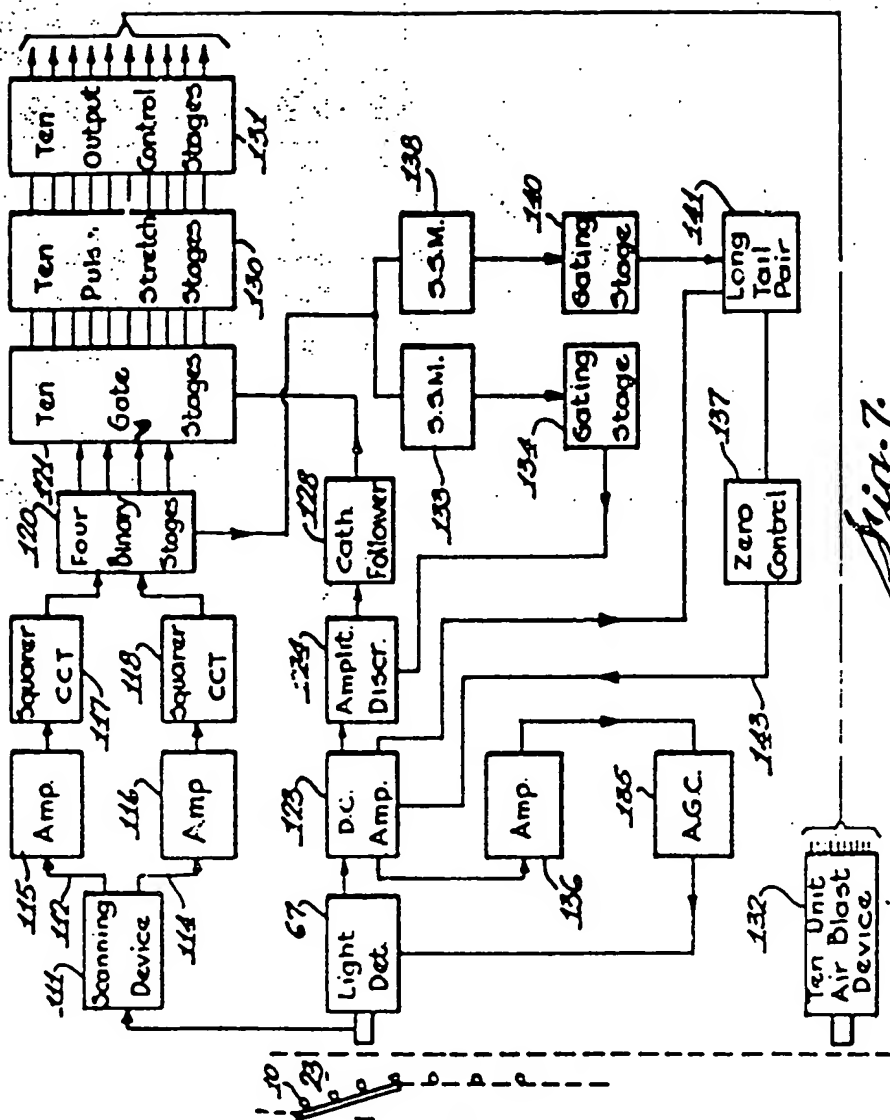 111
Scanning
Device
112
114
115
Amp.
116
Amp
117
Squarer
CCT
118
Squarer
CCT
120
Four
Binary
Stages
121
Ten
Gate
Stages
Ten
Puls.
Stretch
Stages
130
Ten
Output
Control
Stages
131
10
23
67
Light
Det.
123
D.C.
Amp.
124
Amplit.
Discr.
Cath
Follower
128
S.S.M.
133
S.S.M.
138
Gating
Stage
134
Gating
Stage
140
Amp.
136
A.G.C.
135
Zero
Control
137
143
Long
Tail
Pair
141
132
Ten Unit
Air Blast
Device
Fig. 7.